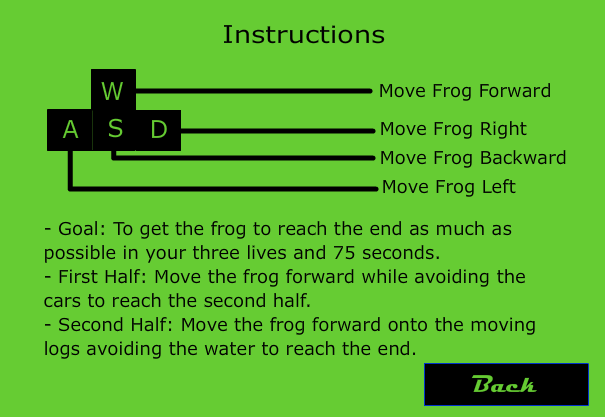 Instructions
W
Move Frog Forward
A S D
Move Frog Right
Move Frog Backward
Move Frog Left
- Goal: To get the frog to reach the end as much as
possible in your three lives and 75 seconds.
- First Half: Move the frog forward while avoiding the
cars to reach the second half.
- Second Half: Move the frog forward onto the moving
logs avoiding the water to reach the end.
Back